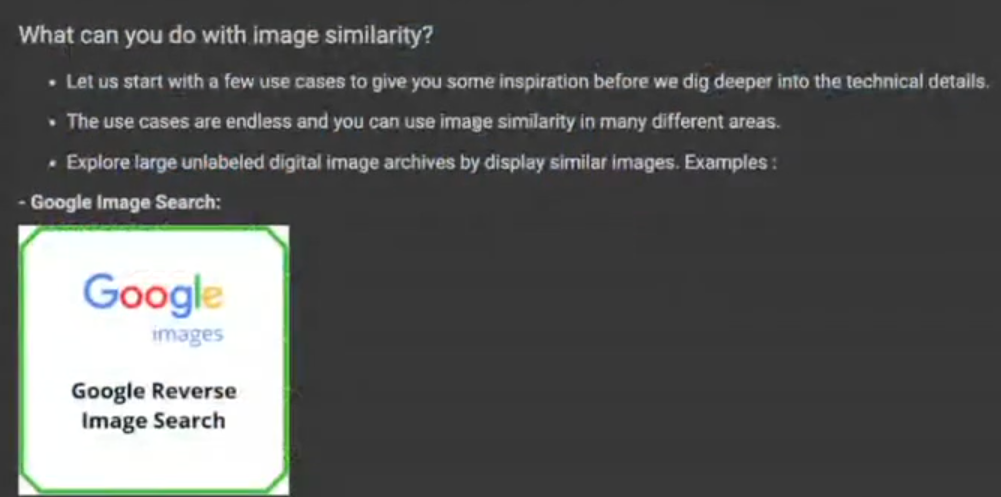 What can you do with image similarity?
• Let us start with a few use cases to give you some inspiration before we dig deeper into the technical details.
• The use cases are endless and you can use image similarity in many different areas.
• Explore large unlabeled digital image archives by display similar images. Examples :
- Google Image Search:
Google
images
Google Reverse
Image Search